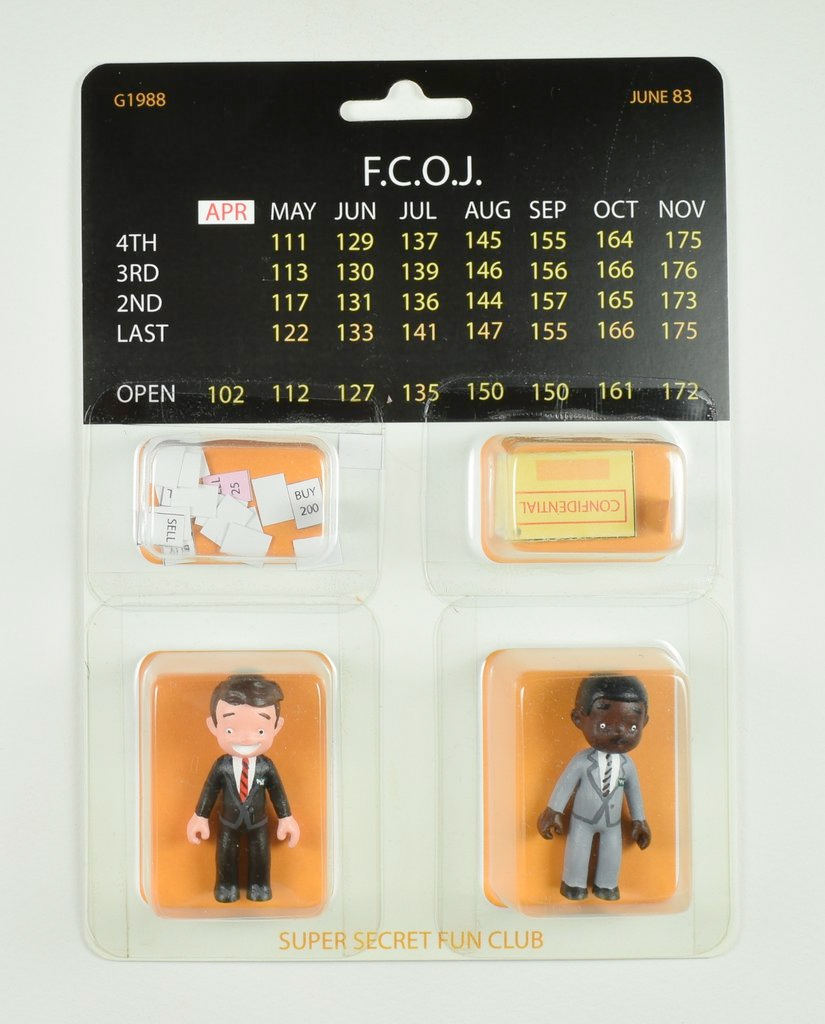 G1988 JUNE 83
F.C.O.J.
APR MAY JUN JUL AUG SEP OCT NOV
4TH 111 129 137 145 155 164 175
3RD 113 130 139 146 156 166 176
2ND 117 131 136 144 157 165 173
LAST 122 133 141 147 155 166 175
OPEN 102 112 127 135 150 150 161 172
25
BUY
200
SELL
CONFIDENTIAL
SUPER SECRET FUN CLUB